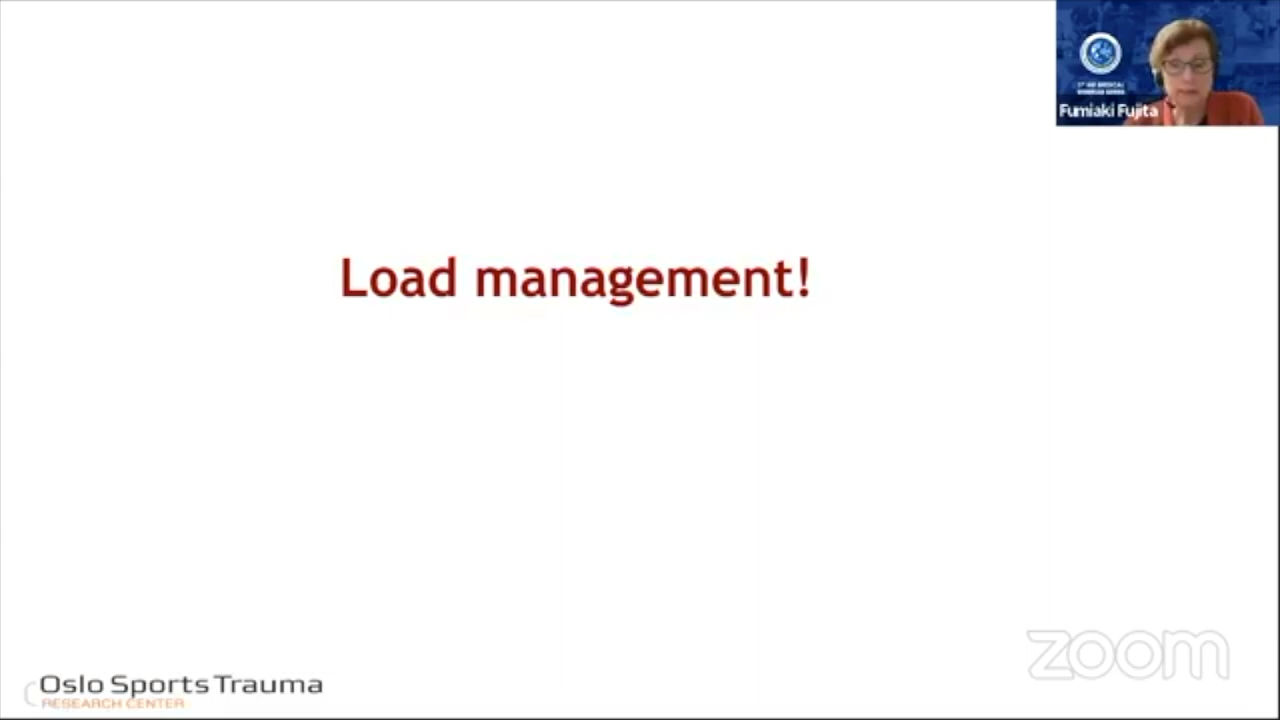 Fumiaki Fujita
Load management!
zoom
Oslo Sports Trauma
RESEARCH CENTER